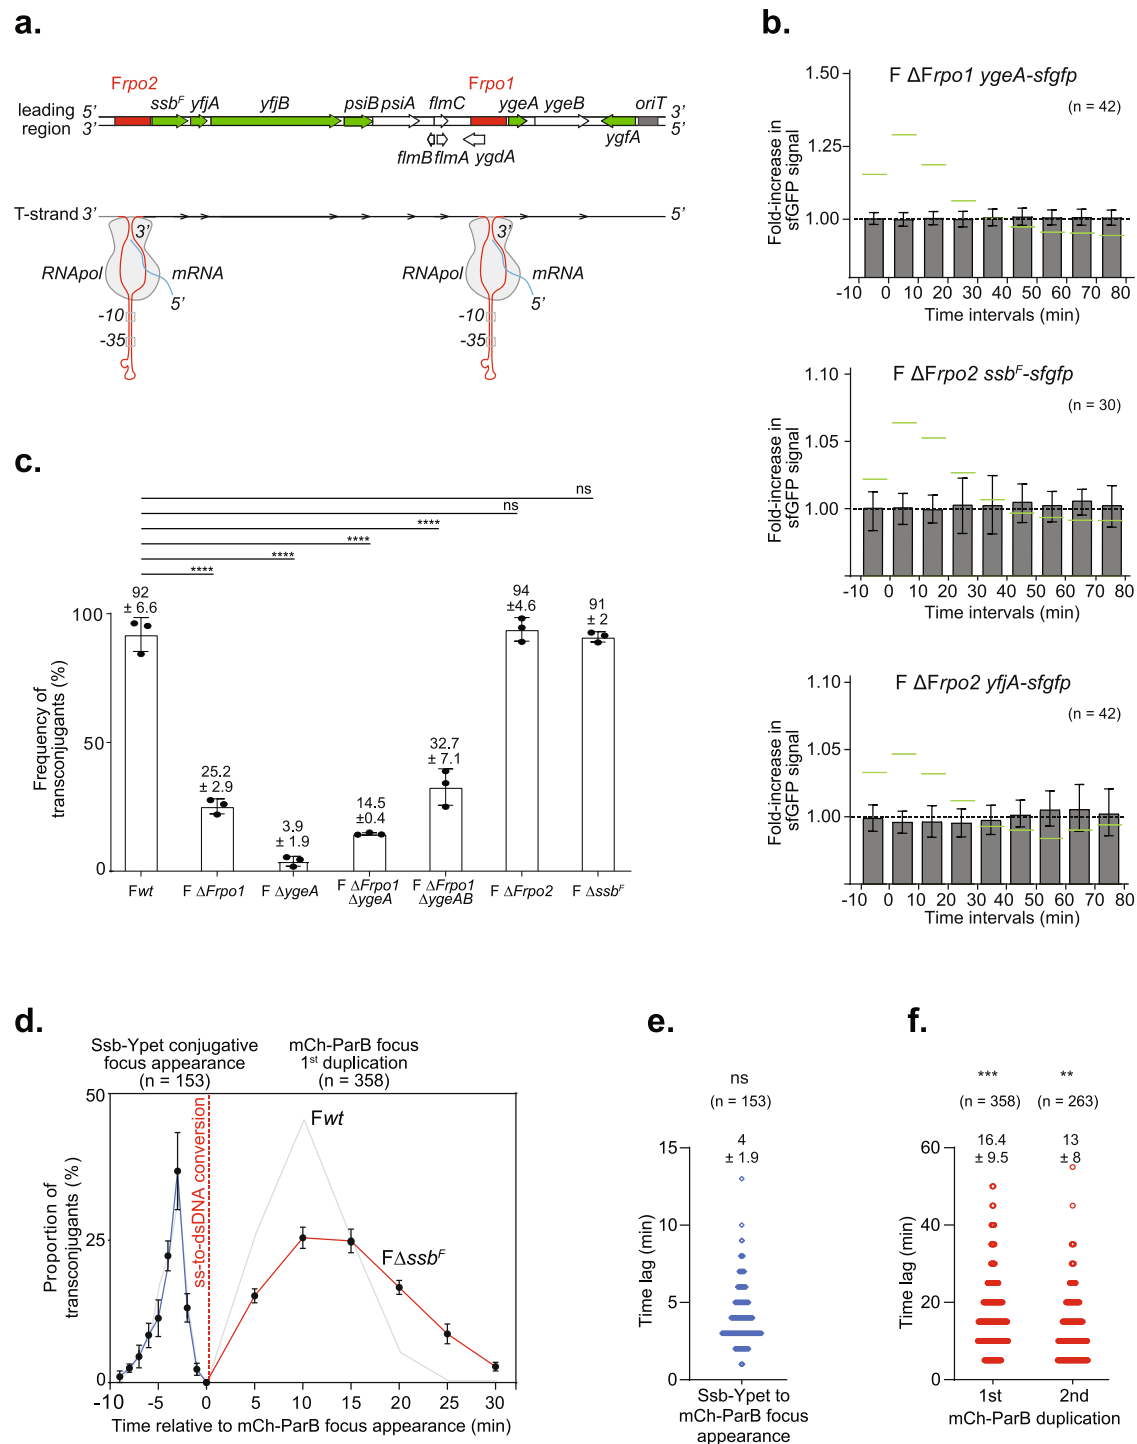 a.
Frpo2
Frpo1
ssbF yfjA yfjB psiB psiA flmC ygeA ygeB oriT
leading
region
5’
3’
3’
5’
flmB flmA ygdA
ygfA
T-strand 3’
5’
3’
RNApol
mRNA
5’
-10
-35
3’
RNApol
mRNA
5’
-10
-35
b.
F ΔFrpo1 ygeA-sfgfp
(n = 42)
Fold-increase in
sfGFP signal
1.50
1.25
1.00
-10 0 10 20 30 40 50 60 70 80
Time intervals (min)
F ΔFrpo2 ssbF-sfgfp
(n = 30)
Fold-increase in
sfGFP signal
1.10
1.05
1.00
-10 0 10 20 30 40 50 60 70 80
Time intervals (min)
F ΔFrpo2 yfjA-sfgfp
(n = 42)
Fold-increase in
sfGFP signal
1.10
1.05
1.00
-10 0 10 20 30 40 50 60 70 80
Time intervals (min)
c.
ns
ns
****
****
****
****
Frequency of
transconjugants (%)
100
50
0
92
± 6.6
25.2
± 2.9
3.9
± 1.9
14.5
±0.4
32.7
± 7.1
94
±4.6
91
± 2
Fwt
F ΔFrpo1
F ΔygeA
F ΔFrpo1
ΔygeA
F ΔFrpo1
ΔygeAB
F ΔFrpo2
F ΔssbF
d.
Ssb-Ypet conjugative
focus appearance
(n = 153)
mCh-ParB focus
1st duplication
(n = 358)
Proportion of
transconjugants (%)
50
25
0
ss-to-dsDNA conversion
Fwt
FΔssbF
-10 -5 0 5 10 15 20 25 30
Time relative to mCh-ParB focus appearance (min)
e.
ns
(n = 153)
4
± 1.9
Time lag (min)
15
10
5
0
Ssb-Ypet to
mCh-ParB focus
appearance
f.
*** **
(n = 358) (n = 263)
16.4
± 9.5
13
± 8
Time lag (min)
60
40
20
0
1st 2nd
mCh-ParB duplication